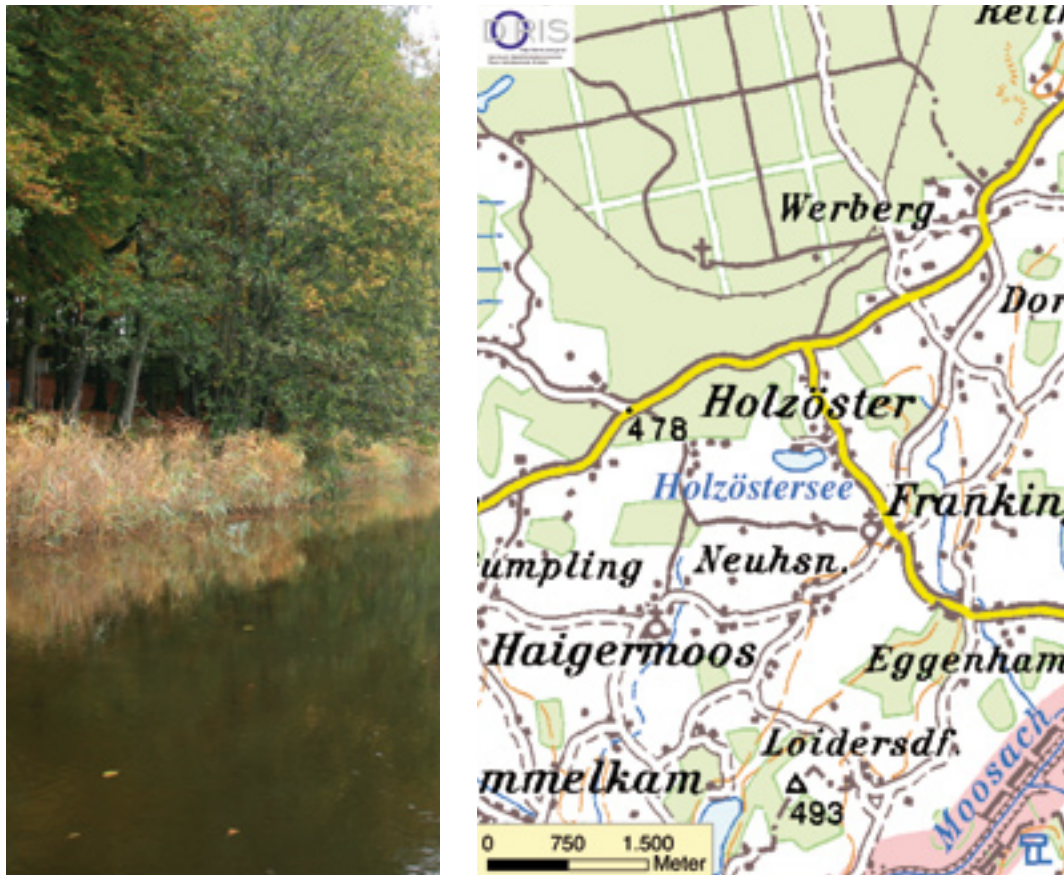 DORIS
Reith
Werberg
Dor
Holzöster
478
Holzöstersee
Frankin
umpling
Neuhsn.
Haigermoos
Eggenham
Loidersdf.
mmelkam
493
Moosach
0 750 1.500
Meter